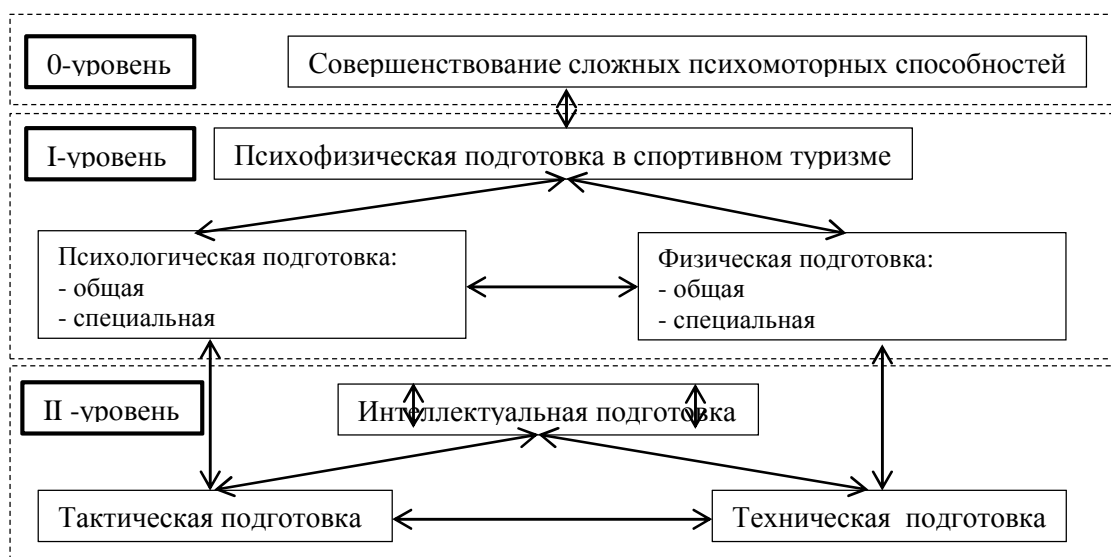 0-уровень
Совершенствование сложных психомоторных способностей
I-уровень
Психофизическая подготовка в спортивном туризме
Психологическая подготовка:
- общая
- специальная
Физическая подготовка:
- общая
- специальная
II -уровень
Интеллектуальная подготовка
Тактическая подготовка
Техническая подготовка